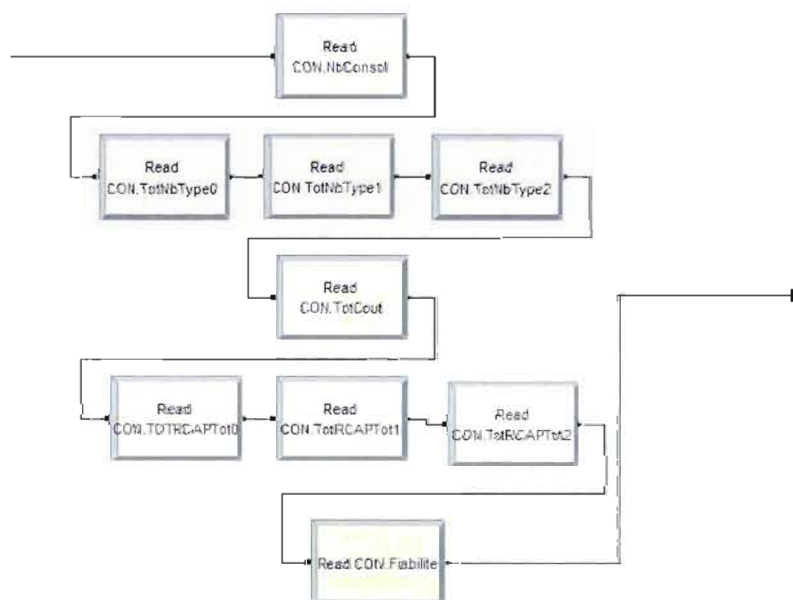 Read
CON.NbConsol
Read
CON.TotNbType0
Read
CON.TotNbType1
Read
CON.TotNbType2
Read
CON.TotCout
Read
CON.TOTRCAPTot0
Read
CON.TotRCAPTot1
Read
CON.TotRCAPTot2
Read CON.Fiabilite